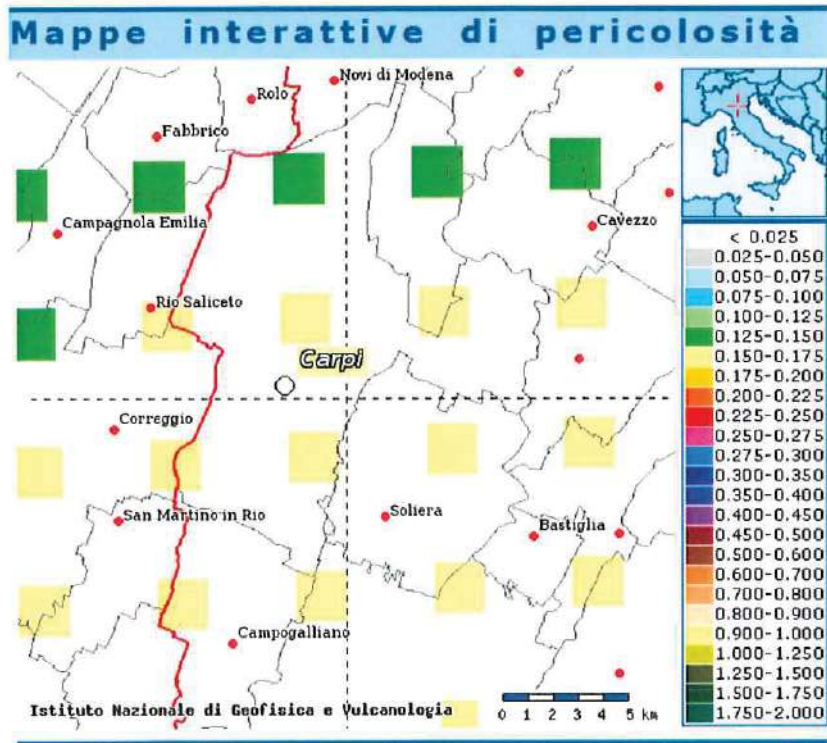 Mappe interattive di pericolosità
Novi di Modena
Rolo
Fabbrico
Campagnola Emilia
Cavezzo
Rio Saliceto
Carpi
Correggio
San Martino in Rio
Soliera
Bastiglia
Campogalliano
Istituto Nazionale di Geofisica e Vulcanologia
0 1 2 3 4 5 km
< 0.025
0.025-0.050
0.050-0.075
0.075-0.100
0.100-0.125
0.125-0.150
0.150-0.175
0.175-0.200
0.200-0.225
0.225-0.250
0.250-0.275
0.275-0.300
0.300-0.350
0.350-0.400
0.400-0.450
0.450-0.500
0.500-0.600
0.600-0.700
0.700-0.800
0.800-0.900
0.900-1.000
1.000-1.250
1.250-1.500
1.500-1.750
1.750-2.000